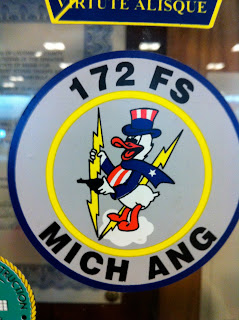 VIRTUTE ALISQUE
172 FS
MICH ANG